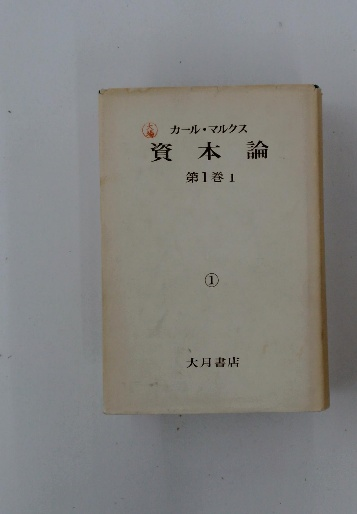 カール・マルクス
資本論
第1巻 1
①
大月書店